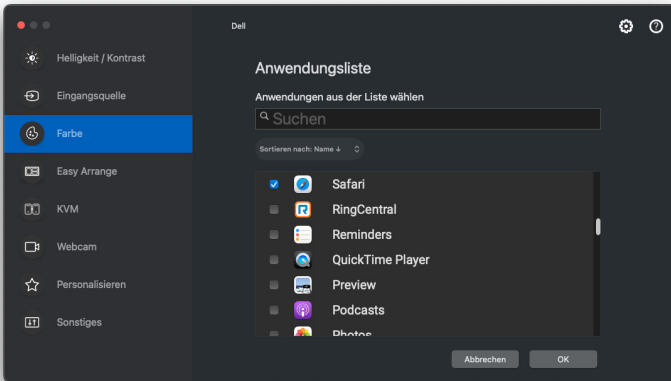 Dell
Helligkeit / Kontrast
Eingangsquelle
Farbe
Easy Arrange
KVM
Webcam
Personalisieren
Sonstiges
Anwendungsliste
Anwendungen aus der Liste wählen
Suchen
Sortieren nach: Name ↓
Safari
RingCentral
Reminders
QuickTime Player
Preview
Podcasts
Photos
Abbrechen
OK